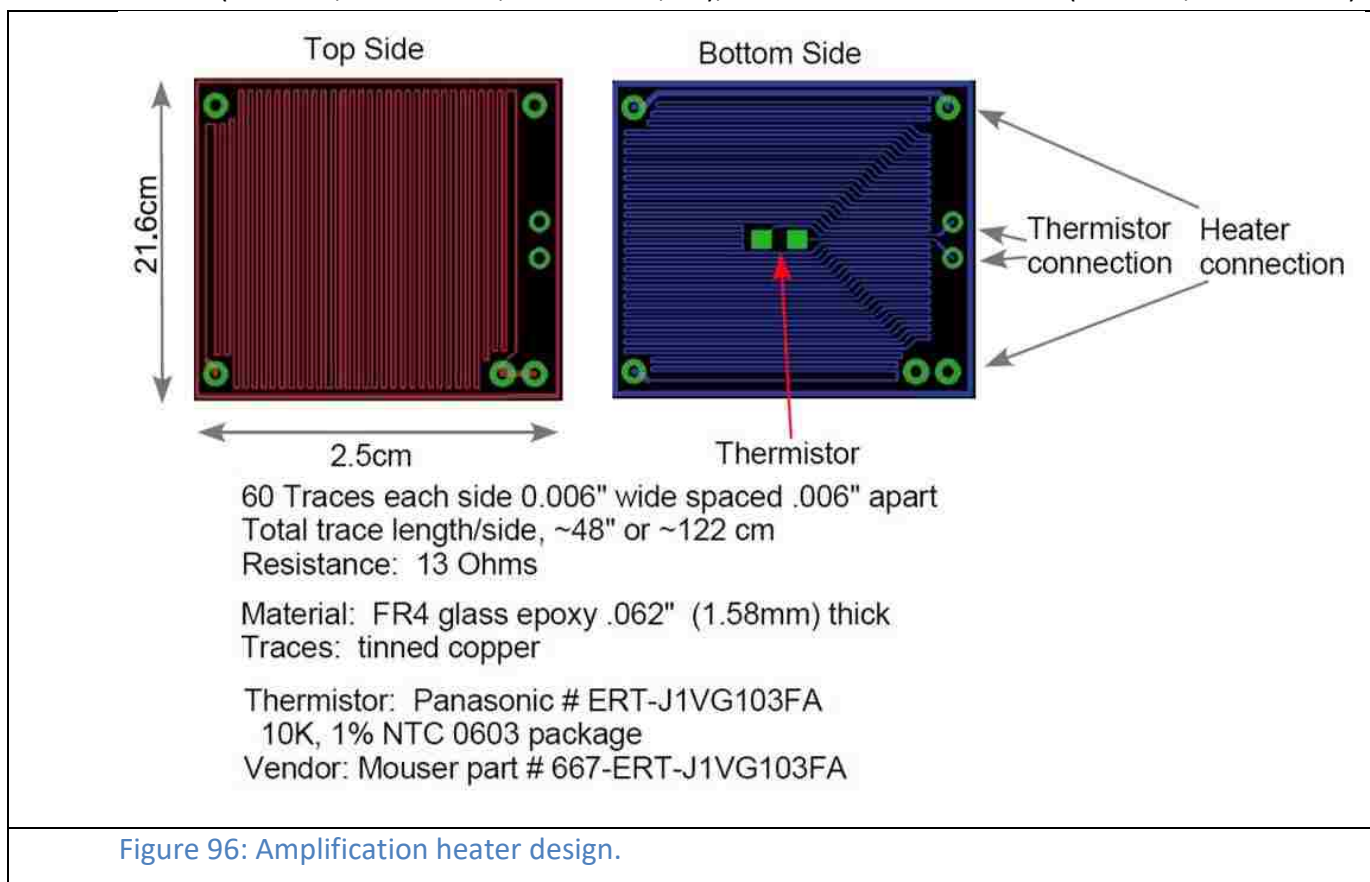 Top Side
Bottom Side
21.6cm
Thermistor connection
Heater connection
2.5cm
Thermistor
60 Traces each side 0.006" wide spaced .006" apart
Total trace length/side, ~48" or ~122 cm
Resistance: 13 Ohms
Material: FR4 glass epoxy .062" (1.58mm) thick
Traces: tinned copper
Thermistor: Panasonic # ERT-J1VG103FA
10K, 1% NTC 0603 package
Vendor: Mouser part # 667-ERT-J1VG103FA
Figure 96: Amplification heater design.